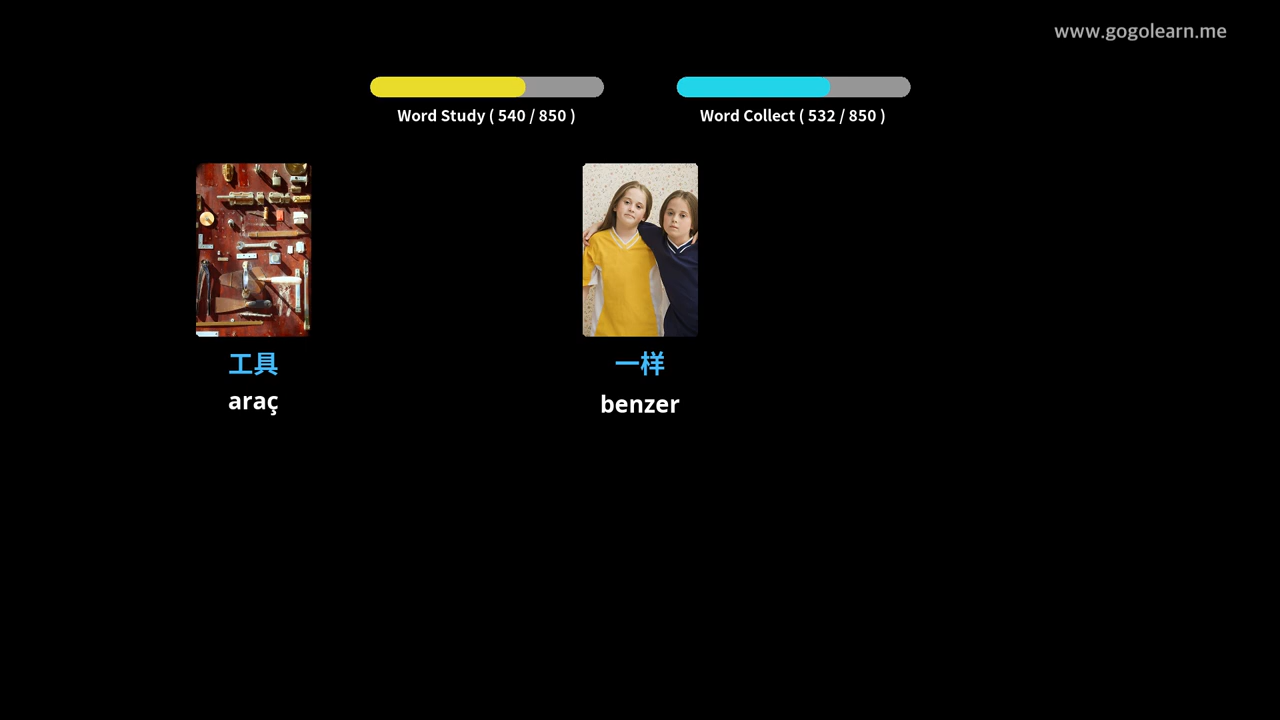 www.gogolearn.me
Word Study ( 540 / 850 )
Word Collect ( 532 / 850 )
工具
araç
一样
benzer